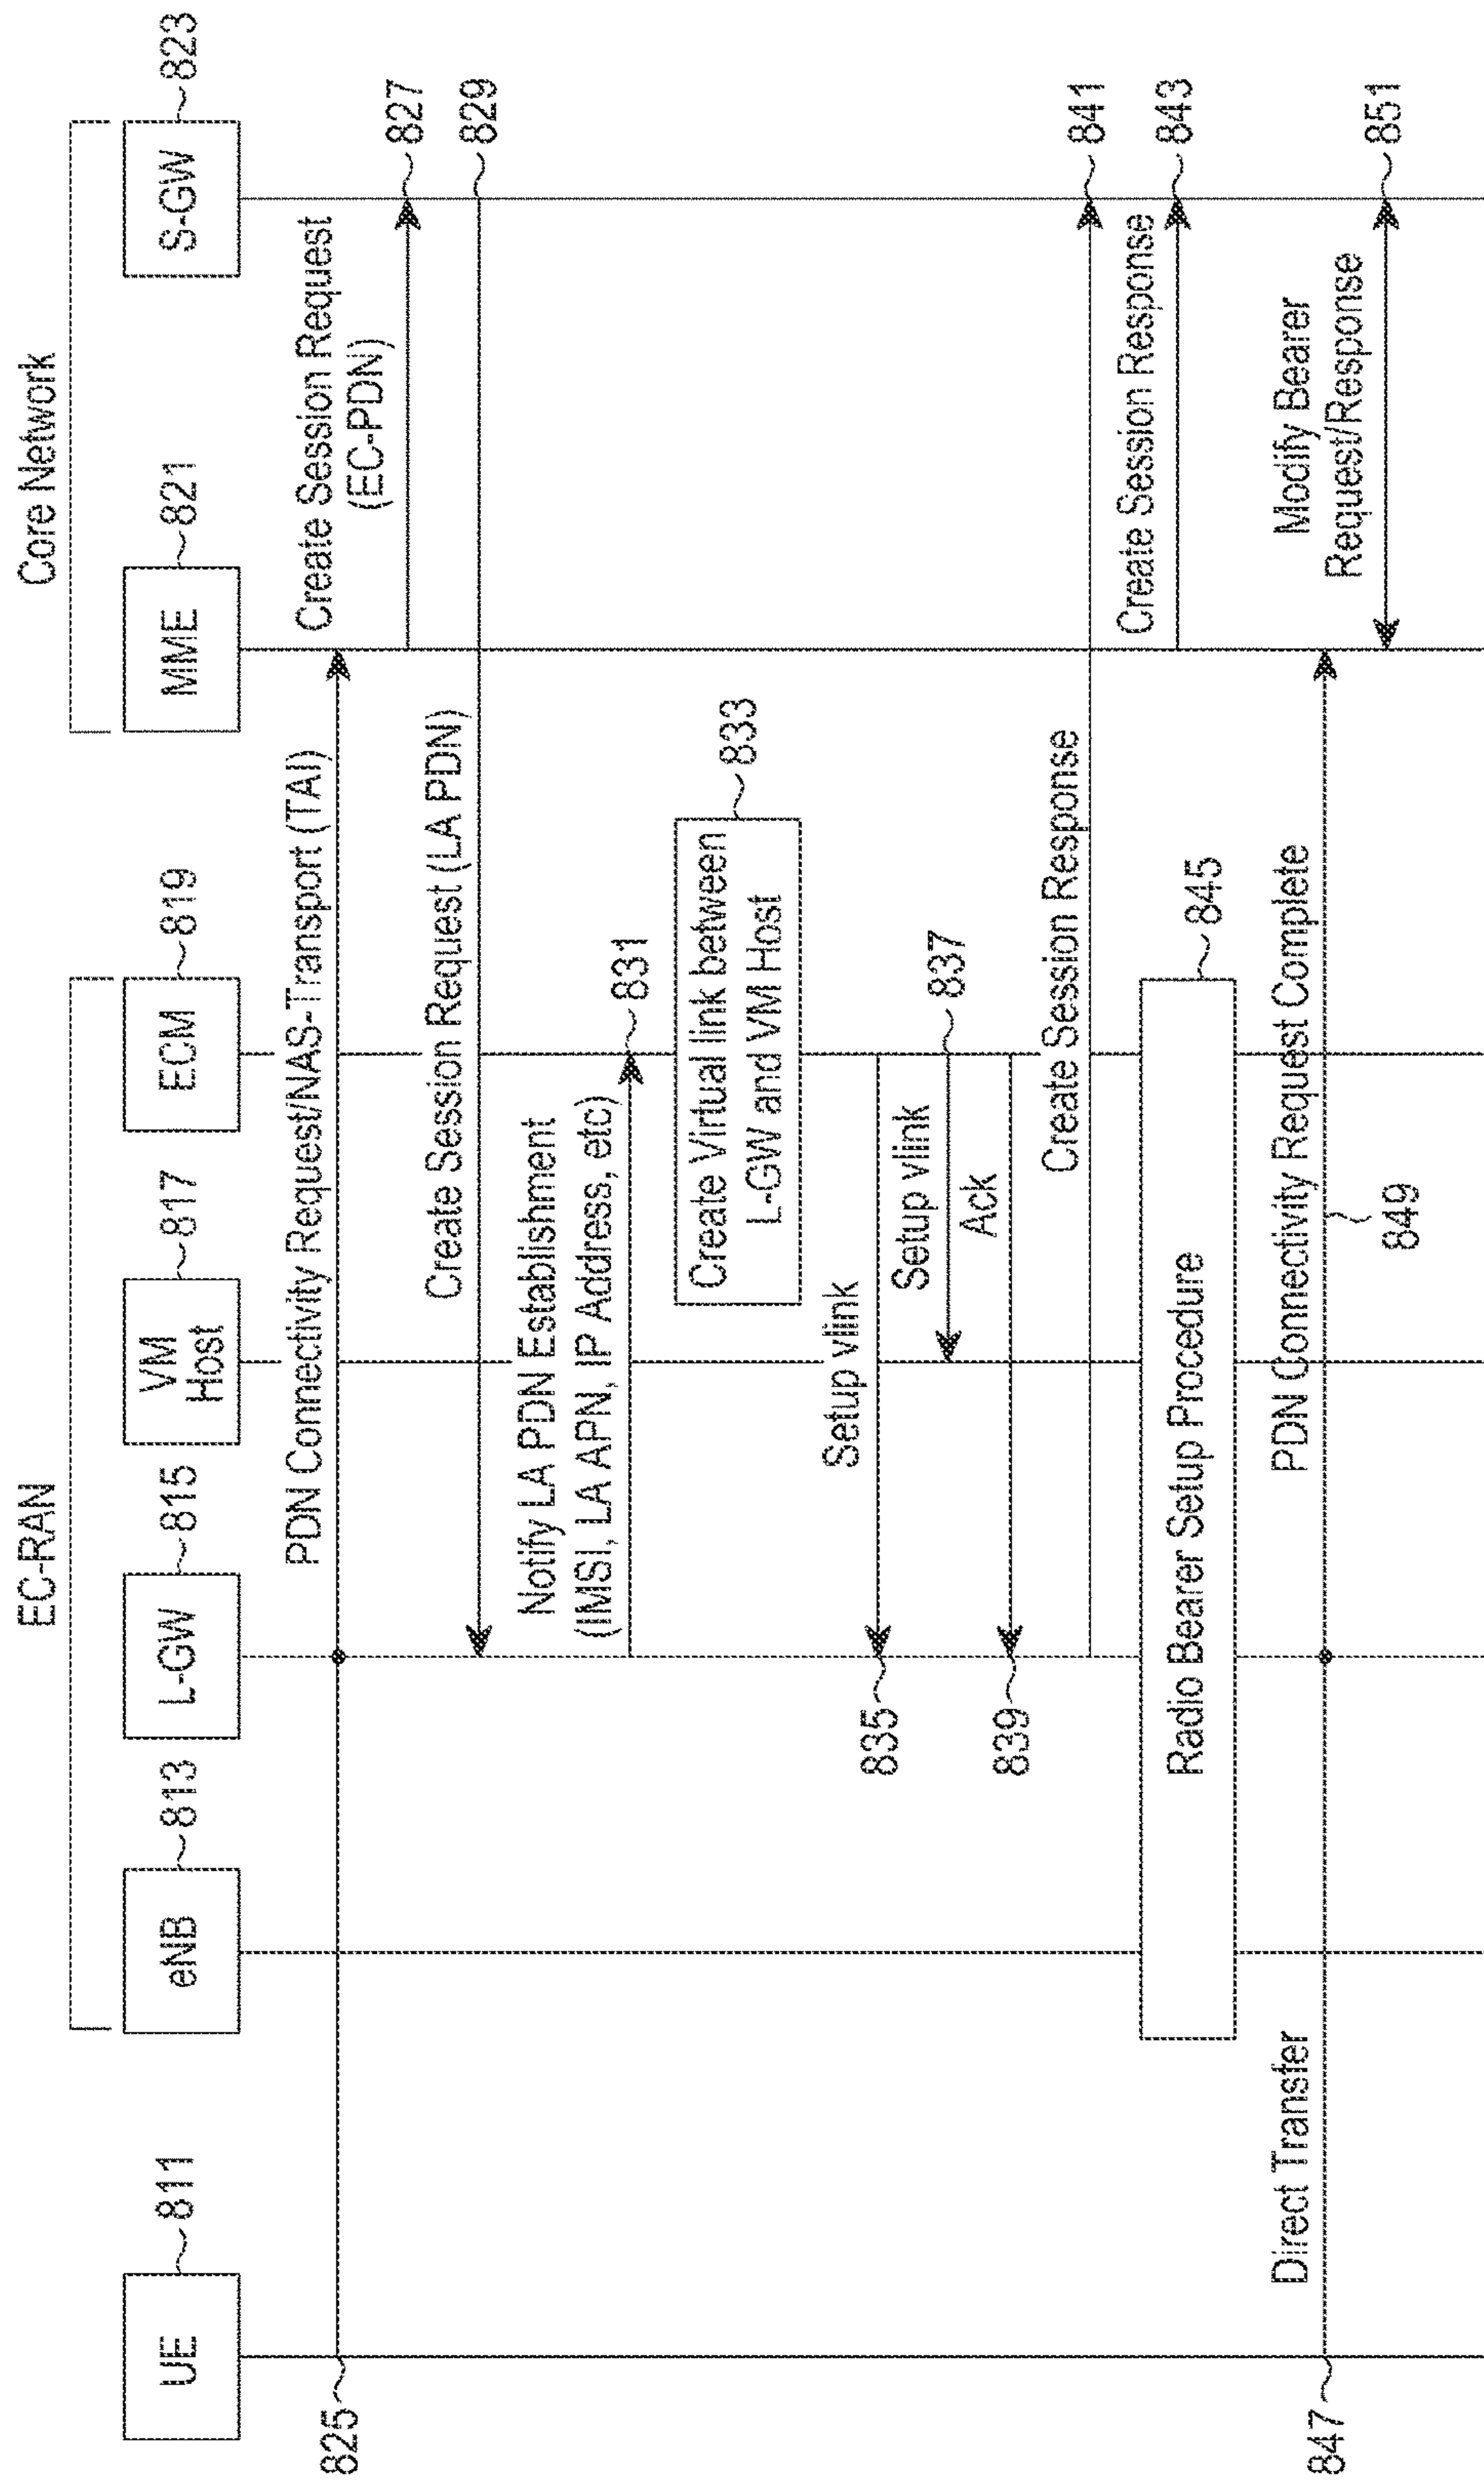 EC-RAN
Core Network
UE
811
eNB
813
L-GW
815
VM
Host
817
ECM
819
MME
821
S-GW
823
825
PDN Connectivity Request/NAS-Transport (TAI)
Create Session Request
(EC-PDN)
827
Create Session Request (LA PDN)
829
Notify LA PDN Establishment
(IMSI, LA APN, IP Address, etc)
831
Create Virtual link between
L-GW and VM Host
833
Setup vlink
835
Setup vlink
837
Ack
839
Create Session Response
841
Create Session Response
843
Radio Bearer Setup Procedure
845
Direct Transfer
847
PDN Connectivity Request Complete
849
Modify Bearer
Request/Response
851